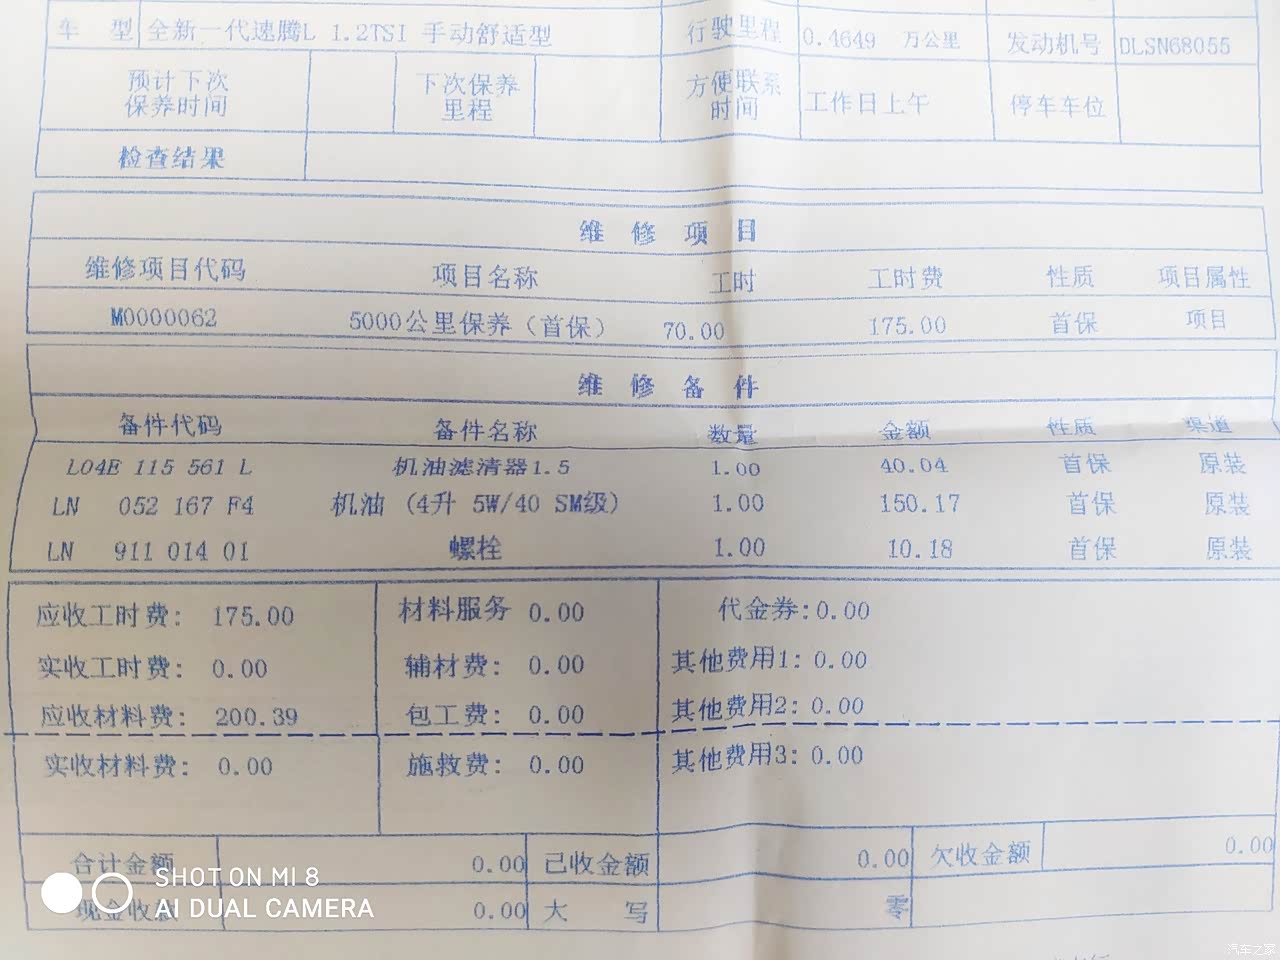 车 型 全新一代速腾L 1.2TSI 手动舒适型 行驶里程 0.4649 万公里 发动机号 DLSN68055
预计下次保养时间 下次保养里程 方便联系时间 工作日上午 停车车位
检查结果
维 修 项 目
维修项目代码 项目名称 工时 工时费 性质 项目属性
M0000062 5000公里保养（首保） 70.00 175.00 首保 项目
维 修 备 件
备件代码 备件名称 数量 金额 性质 渠道
L04E 115 561 L 机油滤清器1.5 1.00 40.04 首保 原装
LN 052 167 F4 机油 (4升 5W/40 SM级) 1.00 150.17 首保 原装
LN 911 014 01 螺栓 1.00 10.18 首保 原装
应收工时费: 175.00 材料服务 0.00 代金券:0.00
实收工时费: 0.00 辅材费: 0.00 其他费用1: 0.00
应收材料费: 200.39 包工费: 0.00 其他费用2: 0.00
实收材料费: 0.00 施救费: 0.00 其他费用3: 0.00
合计金额 0.00 已收金额 0.00 欠收金额 0.00
现金收款 0.00 大 写 零
SHOT ON MI 8
AI DUAL CAMERA
汽车之家